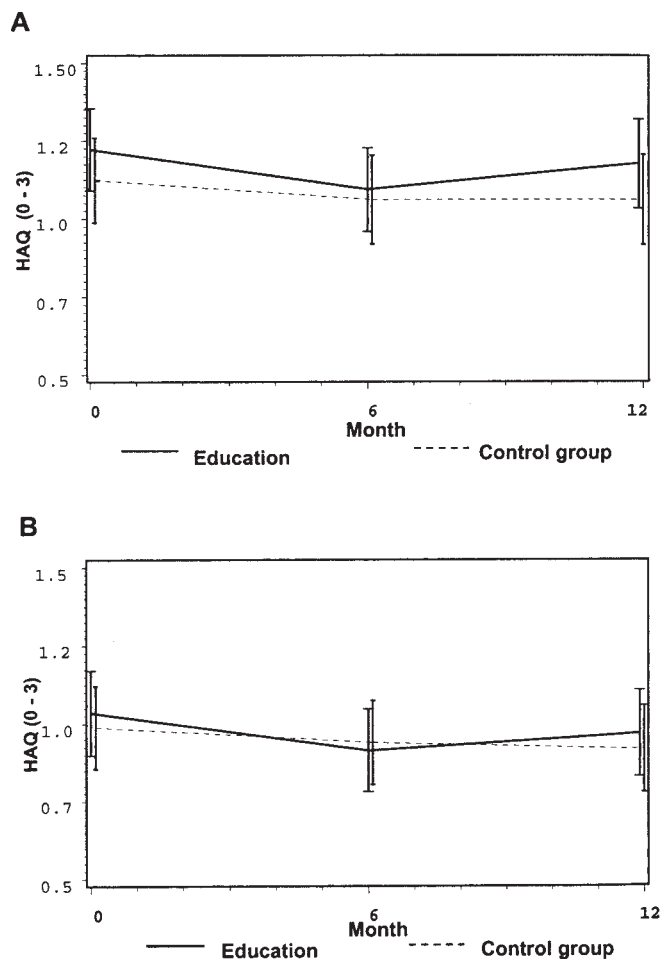 A
1.50
1.2
1.0
0.7
0.5
HAQ (0 - 3)
0 6 12
Month
Education Control group
B
1.5
1.2
1.0
0.7
0.5
HAQ (0 - 3)
0 6 12
Month
Education Control group